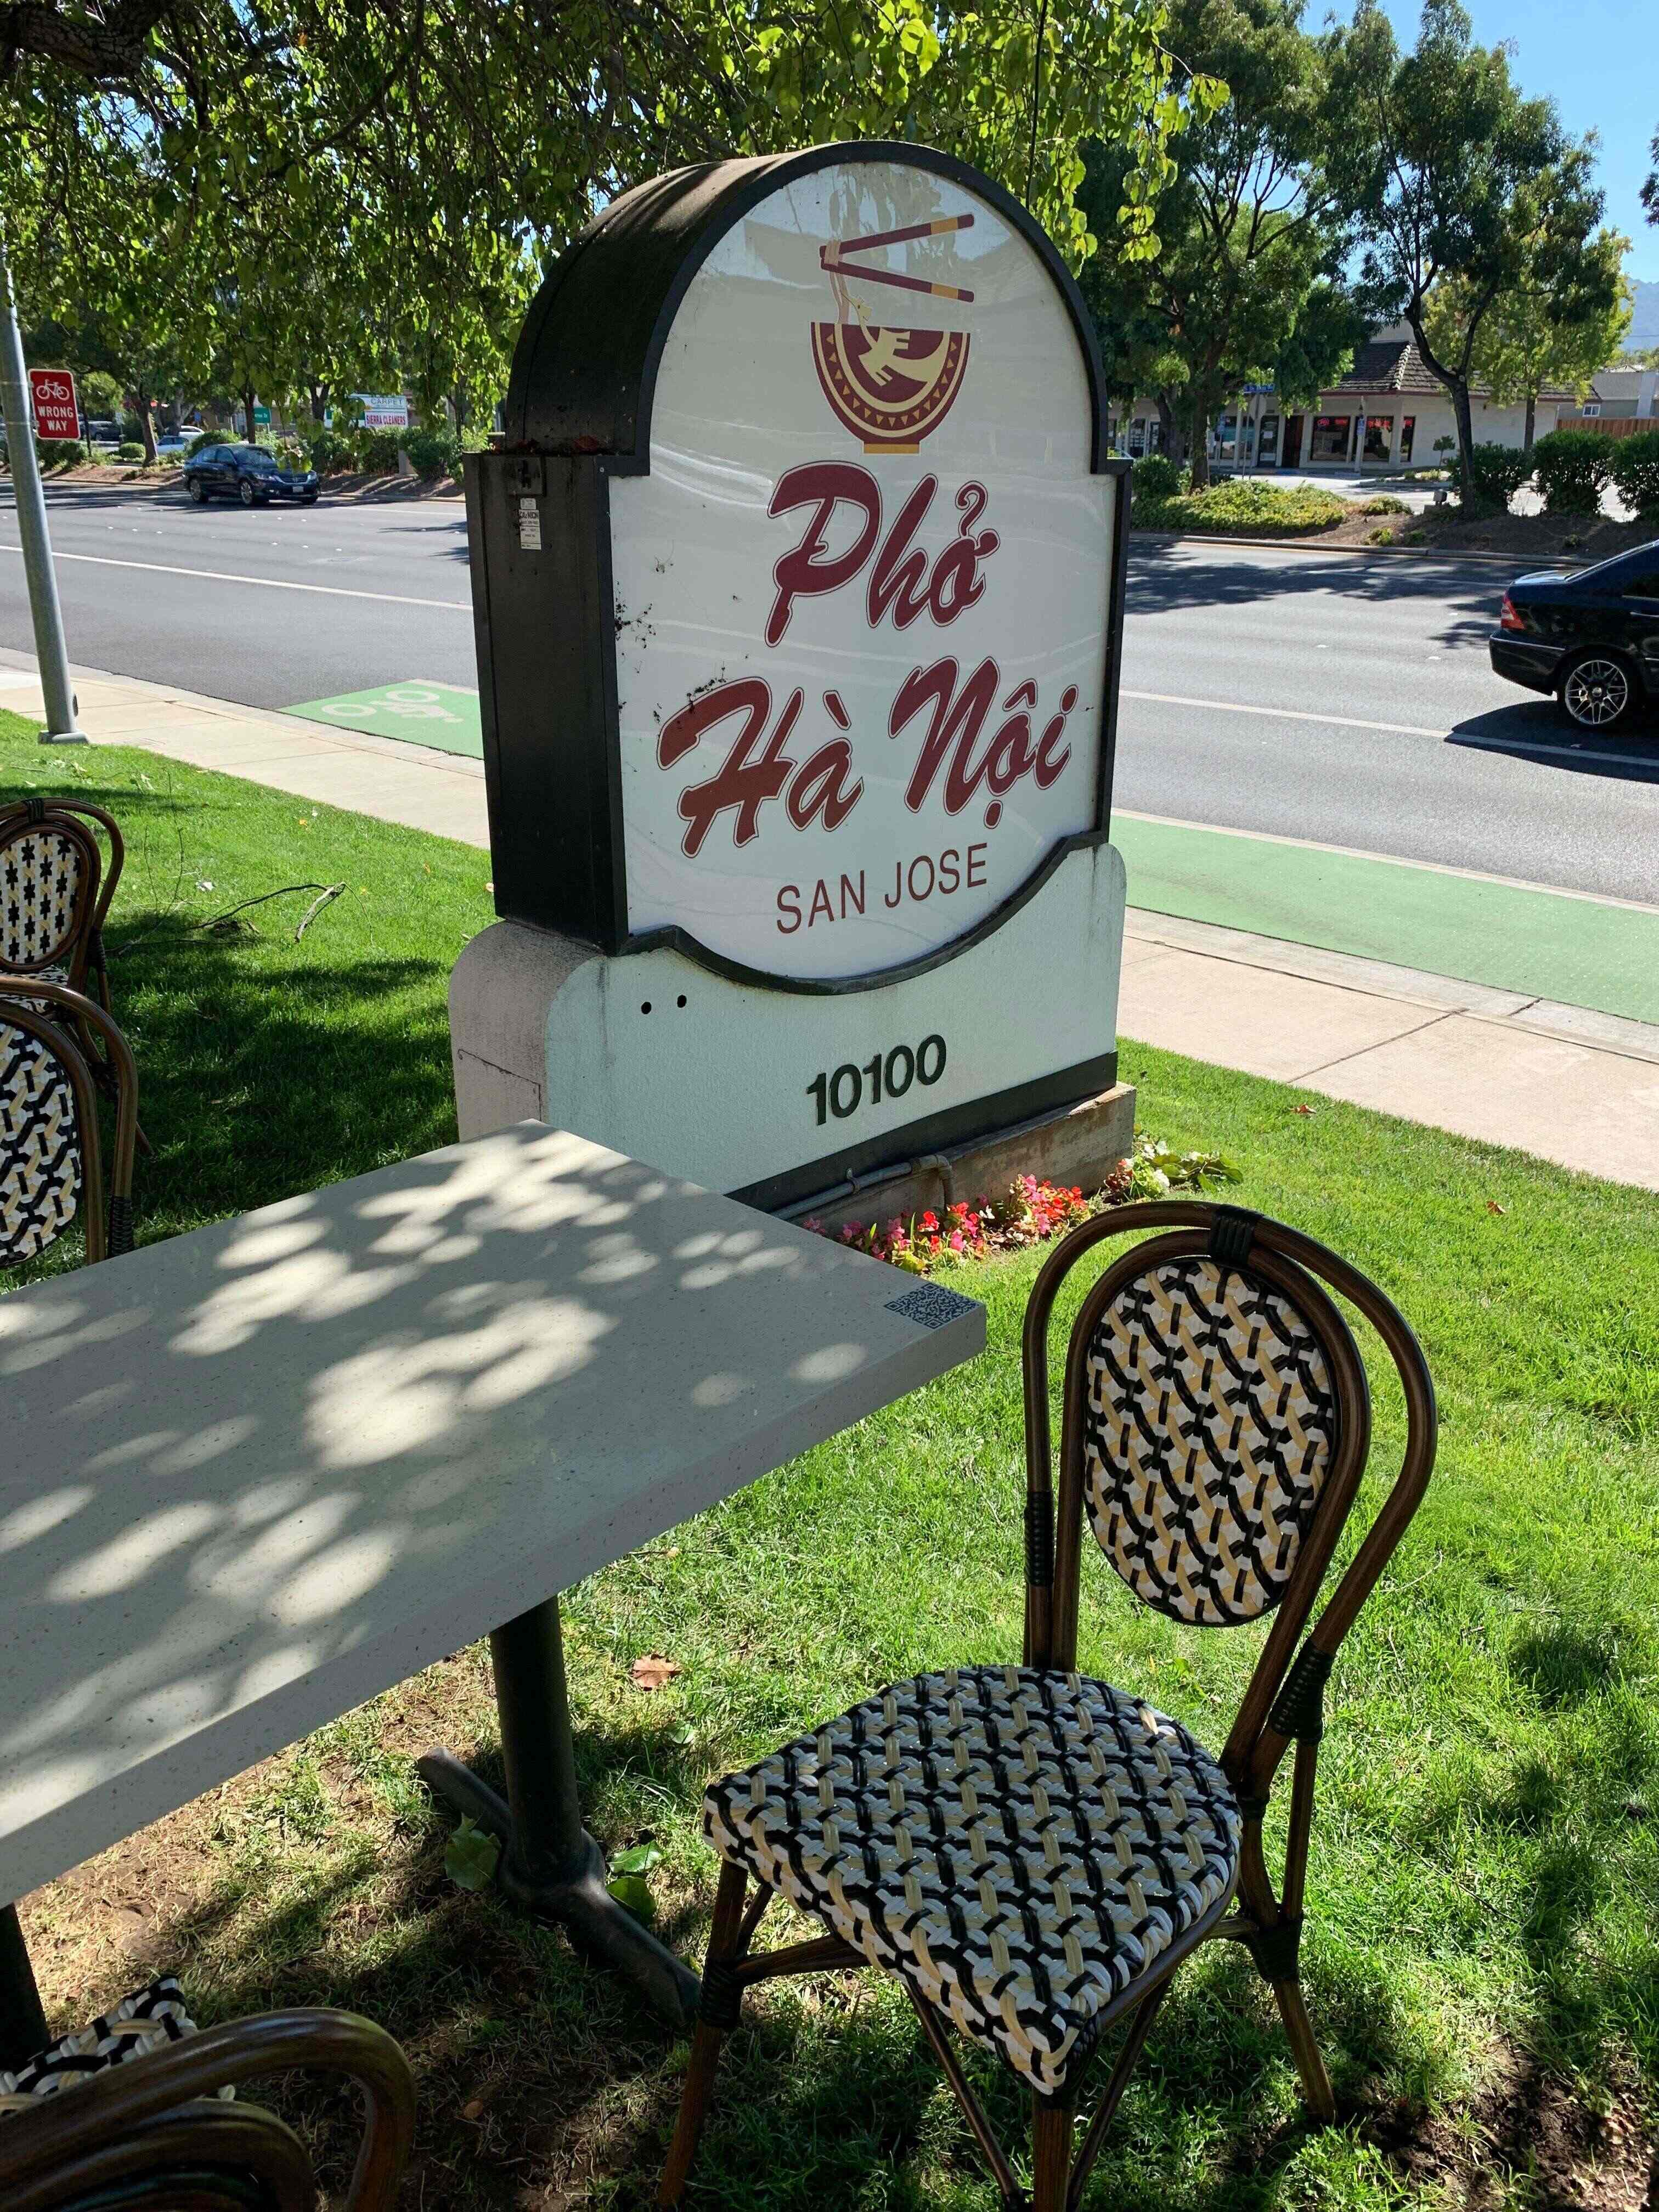 Phở
Hà Nội
SAN JOSE
10100
WRONG
WAY
CARPET
SIERRA CLEANERS